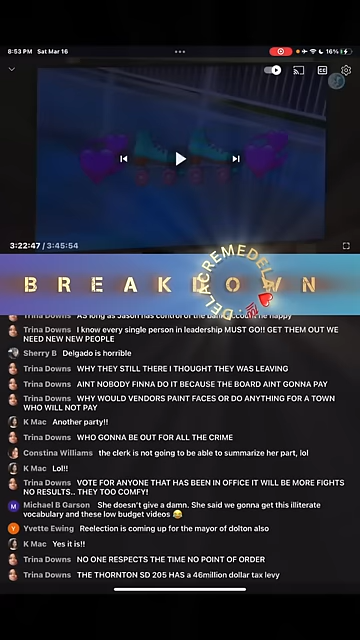 8:53 PM Sat Mar 16
16%
CC
3:22:47 / 3:45:54
BREAKDOWN
Trina Downs
Trina Downs I know every single person in leadership MUST GO!! GET THEM OUT WE
NEED NEW NEW PEOPLE
Sherry B Delgado is horrible
Trina Downs WHY THEY STILL THERE I THOUGHT THEY WAS LEAVING
Trina Downs AINT NOBODY FINNA DO IT BECAUSE THE BOARD AINT GONNA PAY
Trina Downs WHY WOULD VENDORS PAINT FACES OR DO ANYTHING FOR A TOWN
WHO WILL NOT PAY
K Mac Another party!!
Trina Downs WHO GONNA BE OUT FOR ALL THE CRIME
Constina Williams the clerk is not going to be able to summarize her part, lol
K Mac Lol!!
Trina Downs VOTE FOR ANYONE THAT HAS BEEN IN OFFICE IT WILL BE MORE FIGHTS
NO RESULTS.. THEY TOO COMFY!
M Michael B Garson She doesn't give a damn. She said we gonna get this illiterate
vocabulary and these low budget videos 😂
Y Yvette Ewing Reelection is coming up for the mayor of dolton also
K Mac Yes it is!!
Trina Downs NO ONE RESPECTS THE TIME NO POINT OF ORDER
Trina Downs THE THORNTON SD 205 HAS a 46million dollar tax levy